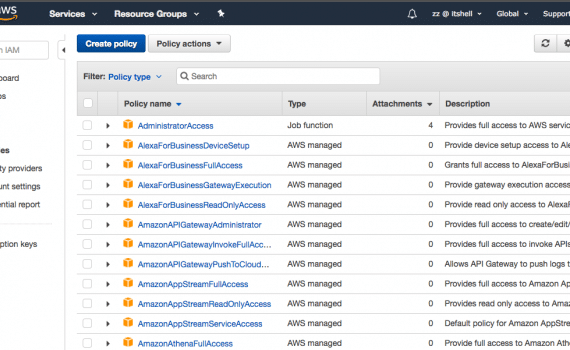 aws Services Resource Groups zz @ itshell Global Support
n IAM Create policy Policy actions
Filter: Policy type Search
board
Policy name Type Attachments Description
AdministratorAccess Job function 4 Provides full access to AWS servic
AlexaForBusinessDeviceSetup AWS managed 0 Provide device setup access to Ale
es AlexaForBusinessFullAccess AWS managed 0 Grants full access to AlexaForBusin
dy providers
AlexaForBusinessGatewayExecution AWS managed 0 Provide gateway execution access
unt settings
AlexaForBusinessReadOnlyAccess AWS managed 0 Provide read only access to AlexaF
ential report
AmazonAPIGatewayAdministrator AWS managed 0 Provides full access to create/edit/
ption keys AmazonAPIGatewayInvokeFullAcc... AWS managed 0 Provides full access to invoke APIs
AmazonAPIGatewayPushToCloud... AWS managed 0 Allows API Gateway to push logs t
AmazonAppStreamFullAccess AWS managed 0 Provides full access to Amazon Ap
AmazonAppStreamReadOnlyAccess AWS managed 0 Provides read only access to Amaz
AmazonAppStreamServiceAccess AWS managed 0 Default policy for Amazon AppStre
AmazonAthenaFullAccess AWS managed 0 Provides full access to Amazon Ath